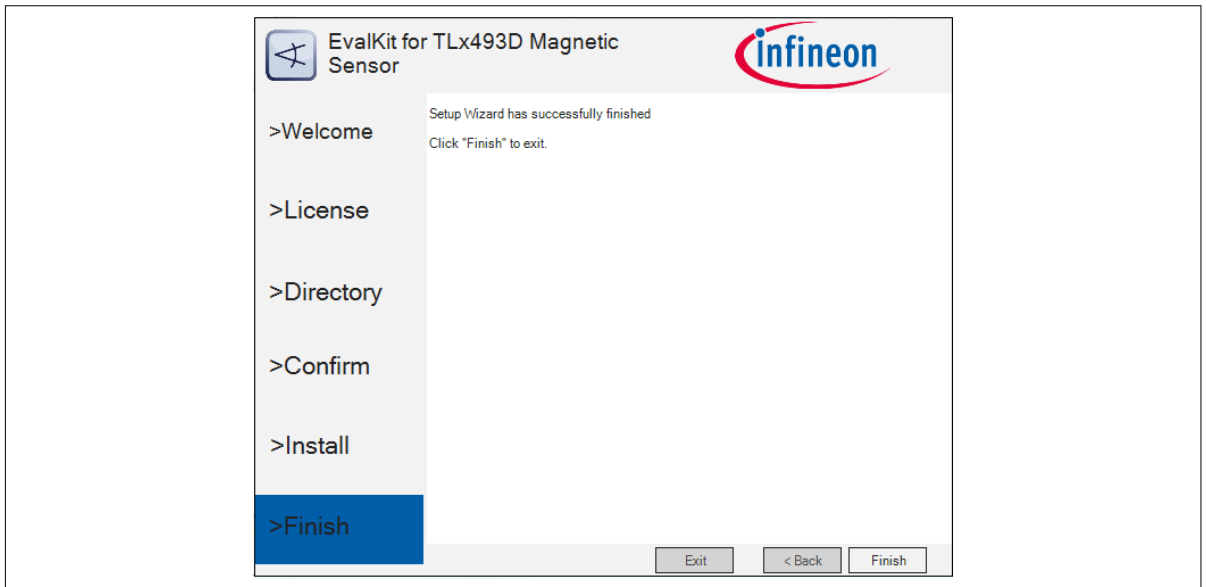 EvalKit for TLx493D Magnetic
Sensor
infineon
>Welcome
Setup Wizard has successfully finished
Click "Finish" to exit.
>License
>Directory
>Confirm
>Install
>Finish
Exit
< Back
Finish